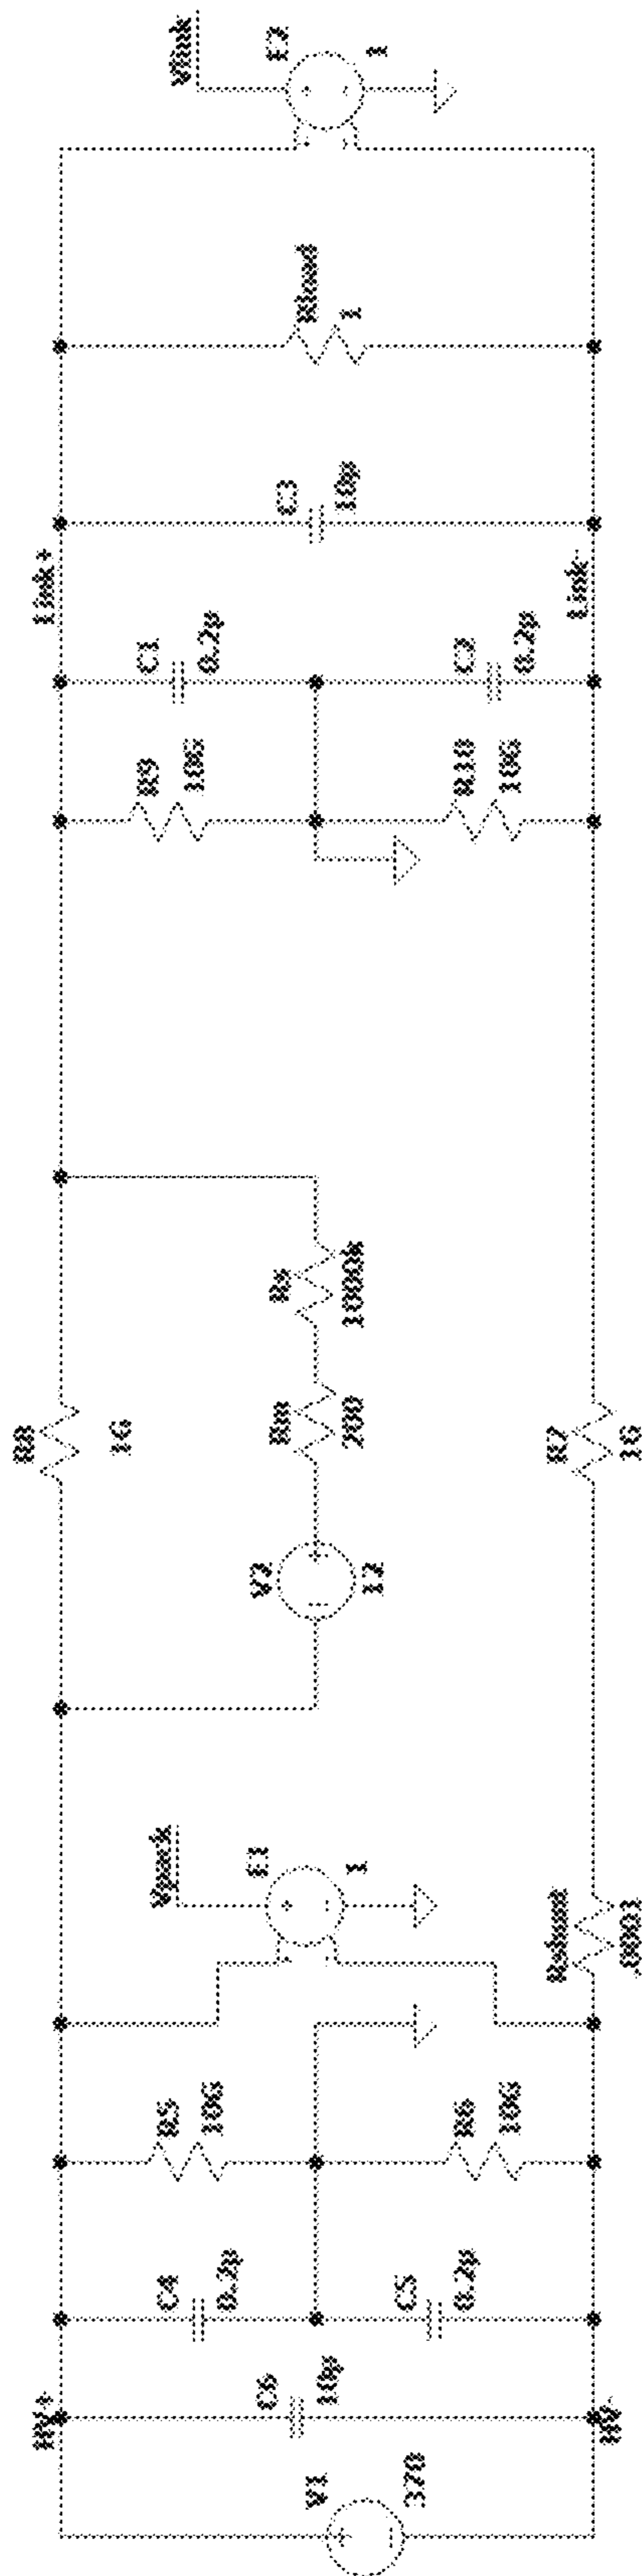 HV+
V1
370
C6
10µ
HV-
C4
C5
0.2µ
R5
10G
R6
10G
Vpack
E1
1
Rshunt
.0001
V2
12
R8
1G
Rm
200
Rs
1000k
R7
1G
R9
10G
R10
10G
C1
0.2µ
C2
0.2µ
Link+
Link-
C3
10µ
Rload
1
Vlink
E2
1